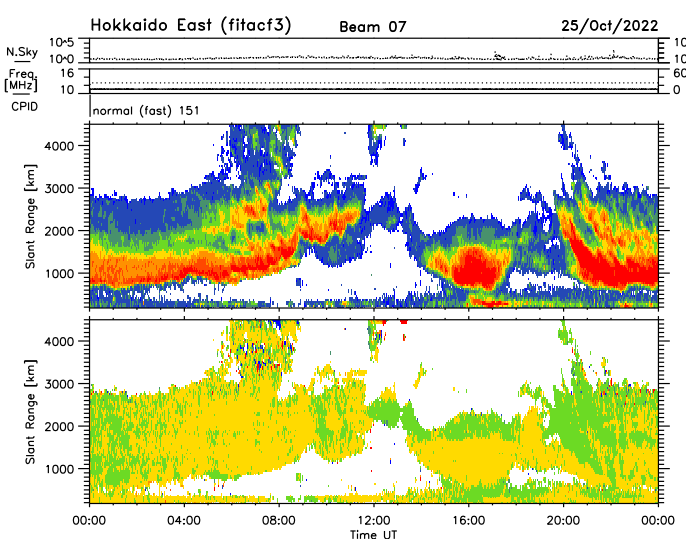 Hokkaido East (fitacf3) Beam 07 25/Oct/2022
N.Sky 10^5 10^0
Freq. [MHz] 16 10 60 0
CPID normal (fast) 151
Slant Range [km] 4000 3000 2000 1000
Slant Range [km] 4000 3000 2000 1000
00:00 04:00 08:00 12:00 16:00 20:00 00:00
Time UT